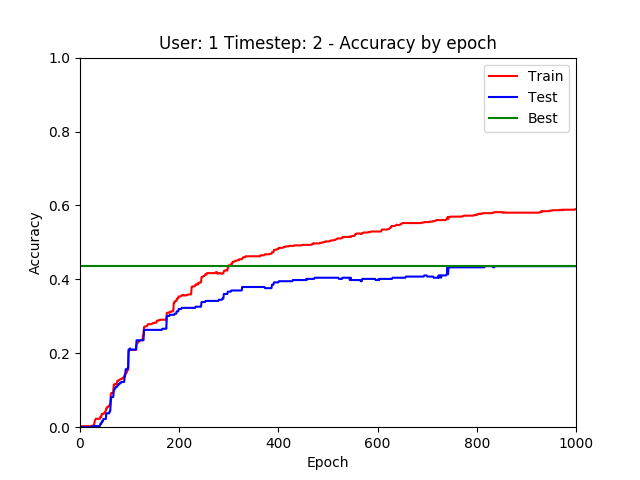 User: 1 Timestep: 2 - Accuracy by epoch
1.0
0.8
0.6
0.4
0.2
0.0
Accuracy
Train
Test
Best
0 200 400 600 800 1000
Epoch